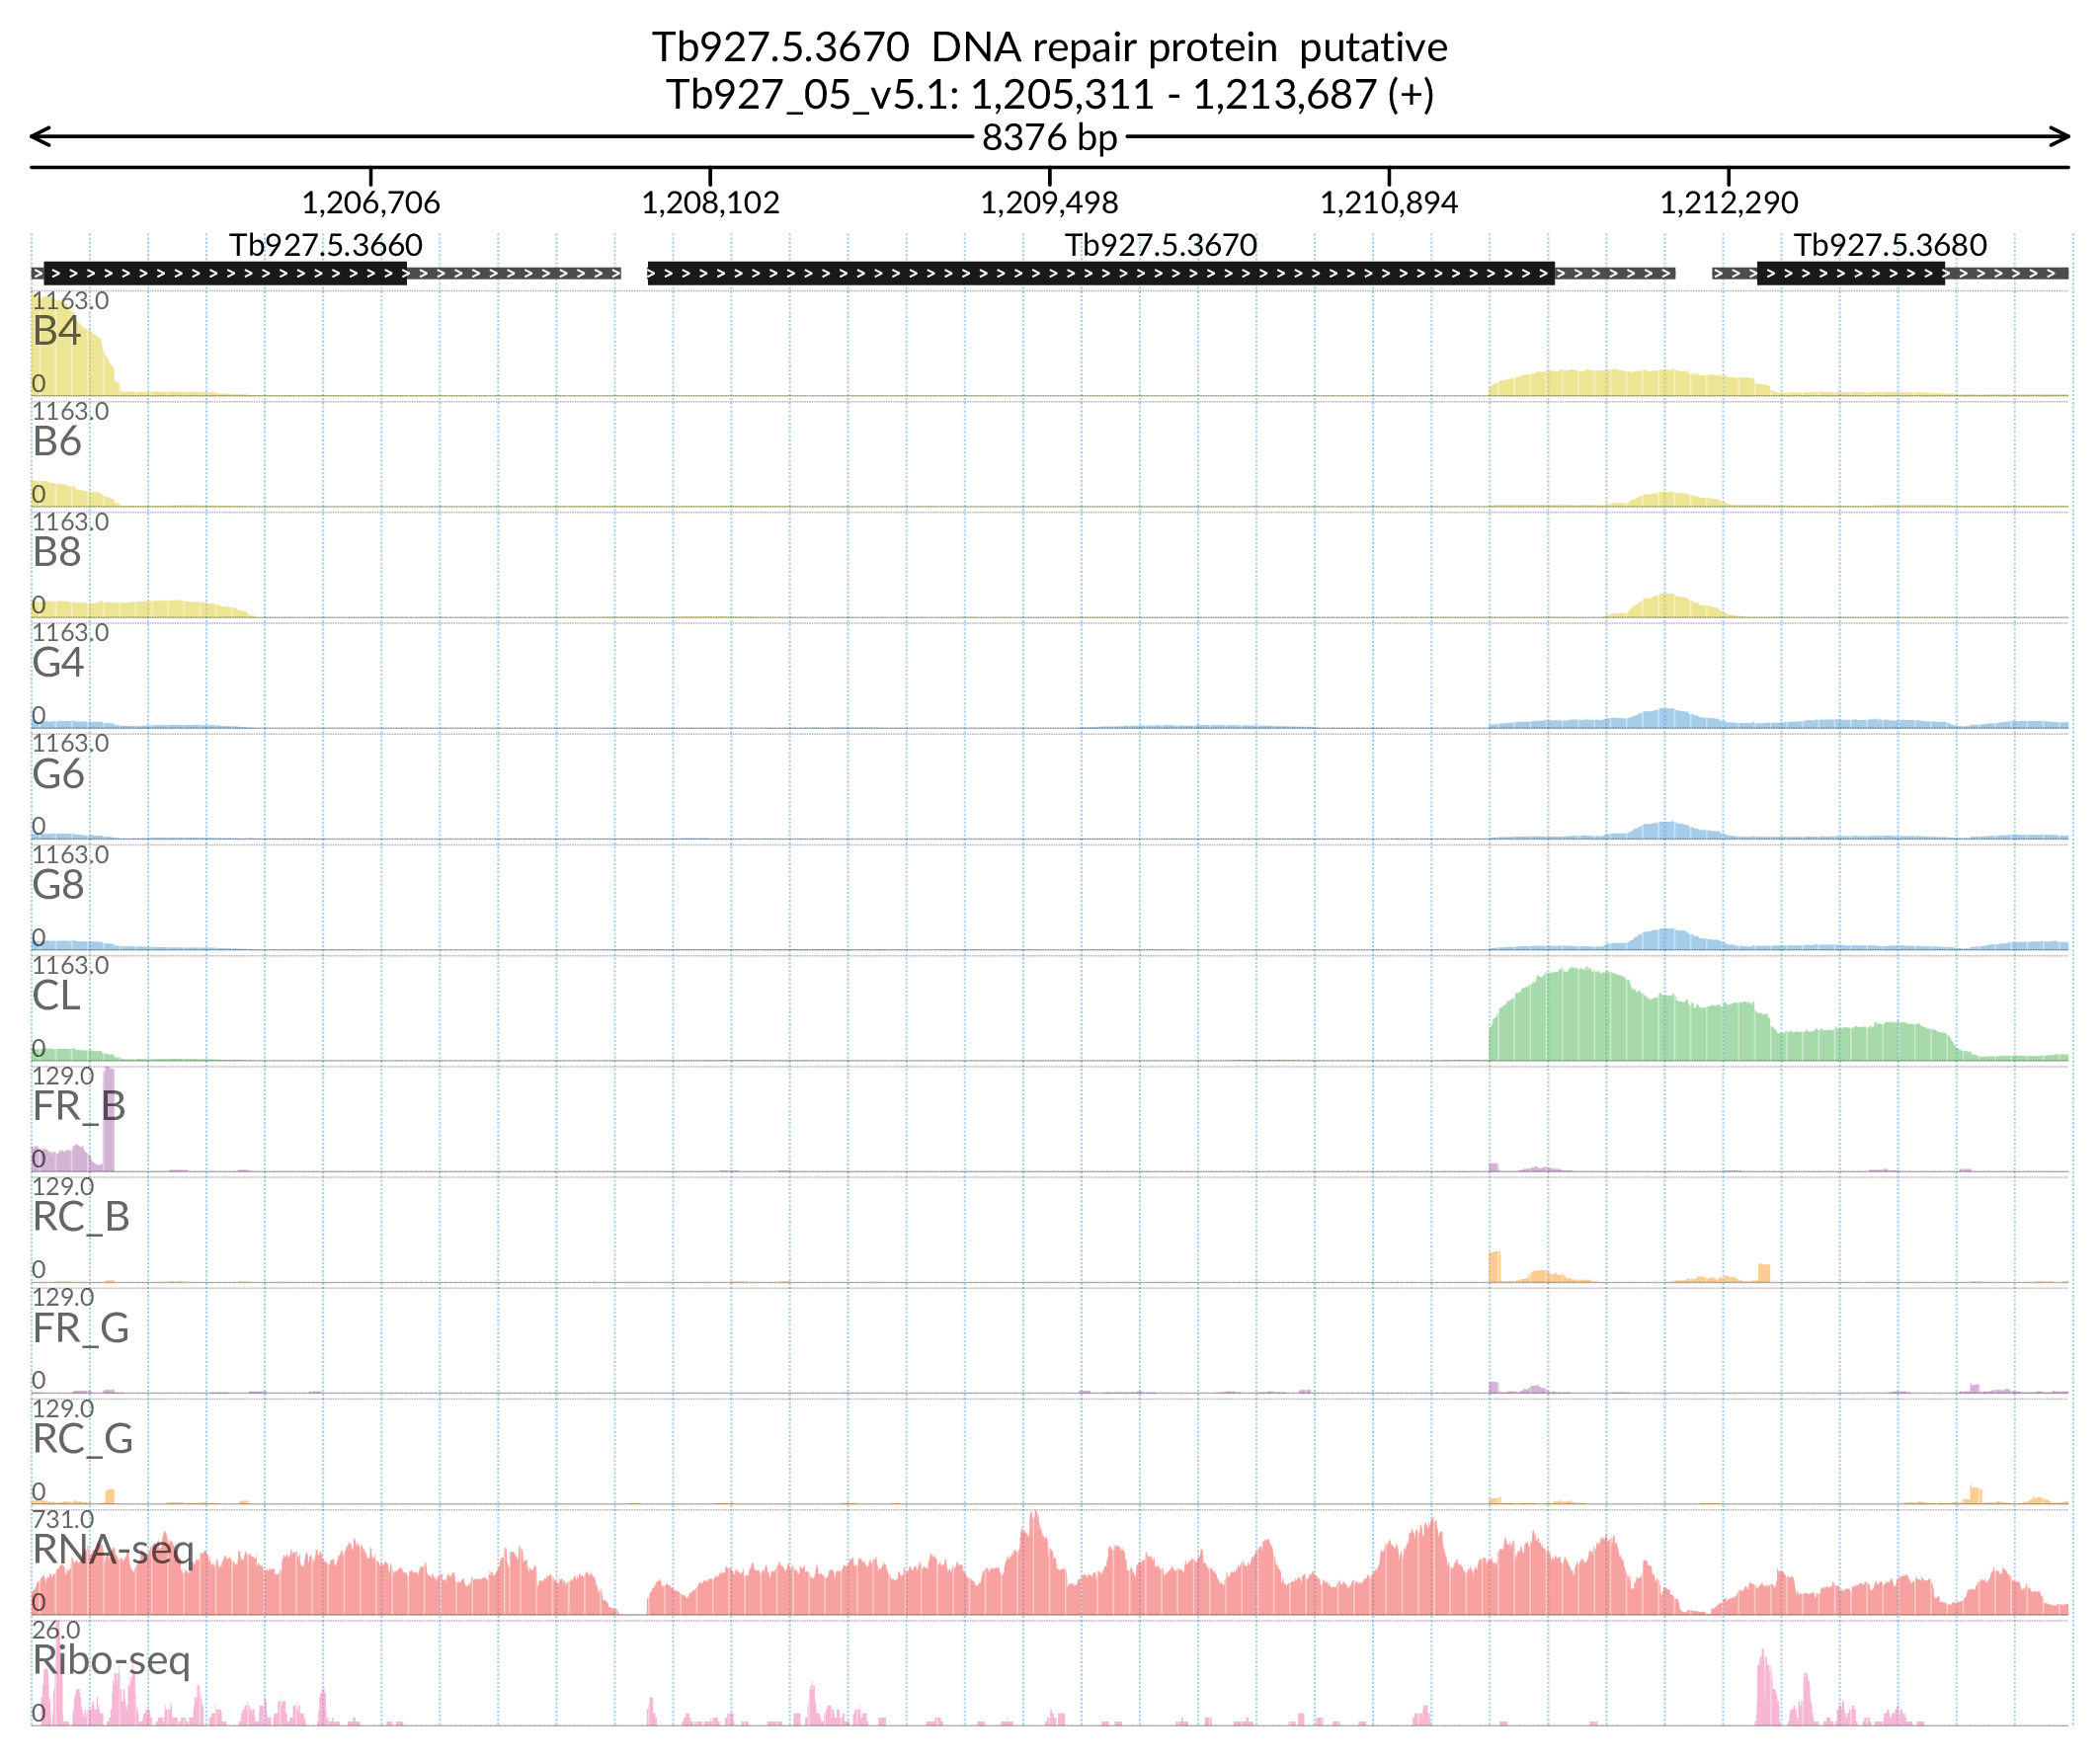 Tb927.5.3670  DNA repair protein  putative
Tb927_05_v5.1: 1,205,311 - 1,213,687 (+)
8376 bp
1,206,706 1,208,102 1,209,498 1,210,894 1,212,290
Tb927.5.3660 Tb927.5.3670 Tb927.5.3680
1163.0
B4
0
1163.0
B6
0
1163.0
B8
0
1163.0
G4
0
1163.0
G6
0
1163.0
G8
0
1163.0
CL
0
129.0
FR_B
0
129.0
RC_B
0
129.0
FR_G
0
129.0
RC_G
0
731.0
RNA-seq
0
26.0
Ribo-seq
0